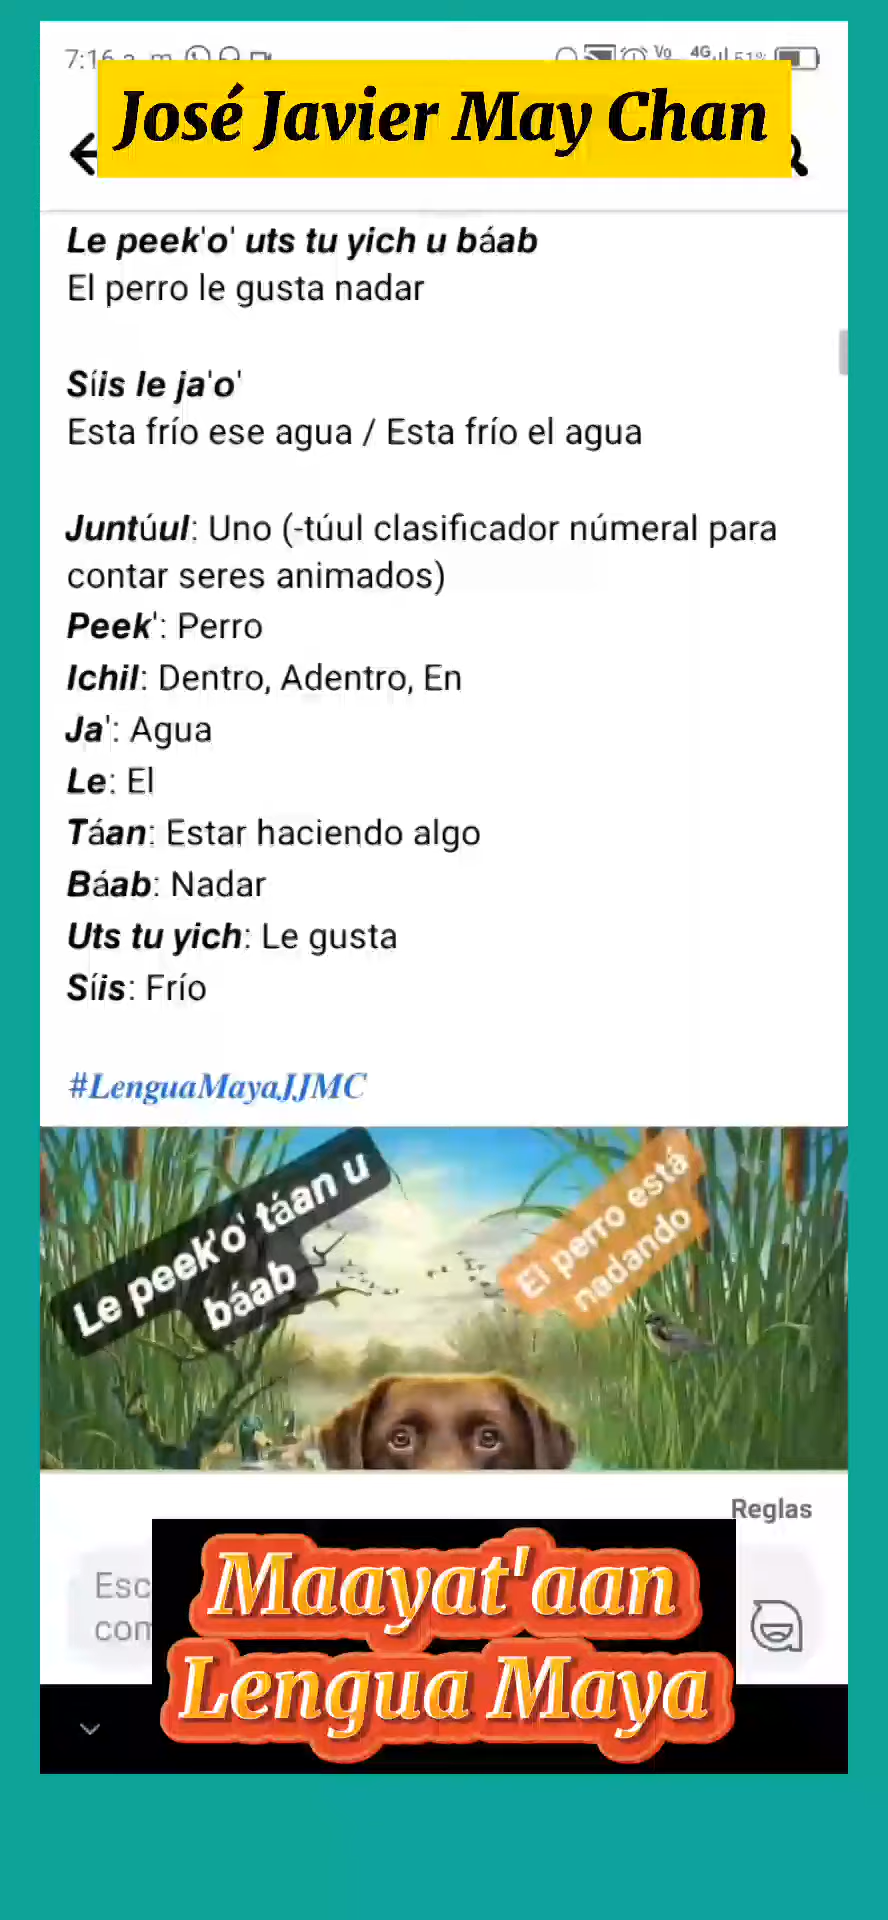 José Javier May Chan
Le peek'o' uts tu yich u báab
El perro le gusta nadar
Síis le ja'o'
Esta frío ese agua / Esta frío el agua
Juntúul: Uno (-túul clasificador númeral para
contar seres animados)
Peek': Perro
Ichil: Dentro, Adentro, En
Ja': Agua
Le: El
Táan: Estar haciendo algo
Báab: Nadar
Uts tu yich: Le gusta
Síis: Frío
#LenguaMayaJJMC
Le peek'o' táan u
báab
El perro está
nadando
Reglas
Maayat'aan
Lengua Maya